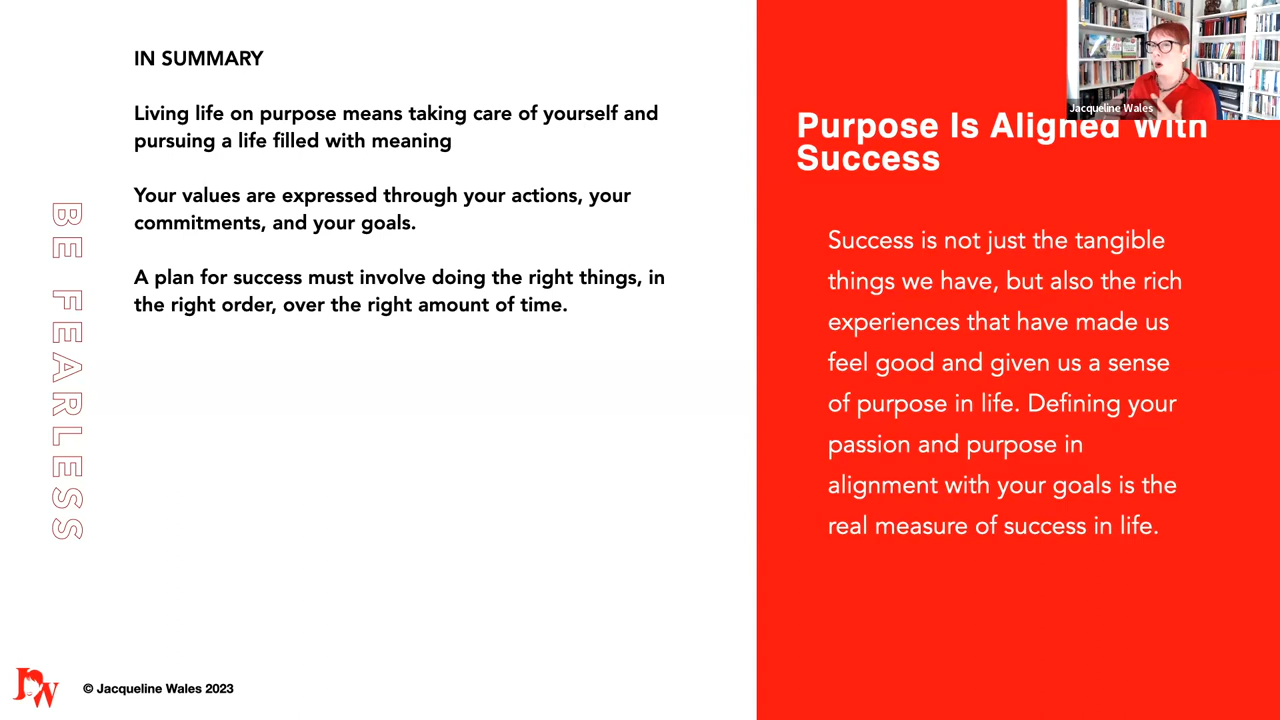 IN SUMMARY
Living life on purpose means taking care of yourself and
pursuing a life filled with meaning
Your values are expressed through your actions, your
commitments, and your goals.
A plan for success must involve doing the right things, in
the right order, over the right amount of time.
BE FEARLESS
JW
© Jacqueline Wales 2023
Jacqueline Wales
Purpose Is Aligned With
Success
Success is not just the tangible
things we have, but also the rich
experiences that have made us
feel good and given us a sense
of purpose in life. Defining your
passion and purpose in
alignment with your goals is the
real measure of success in life.